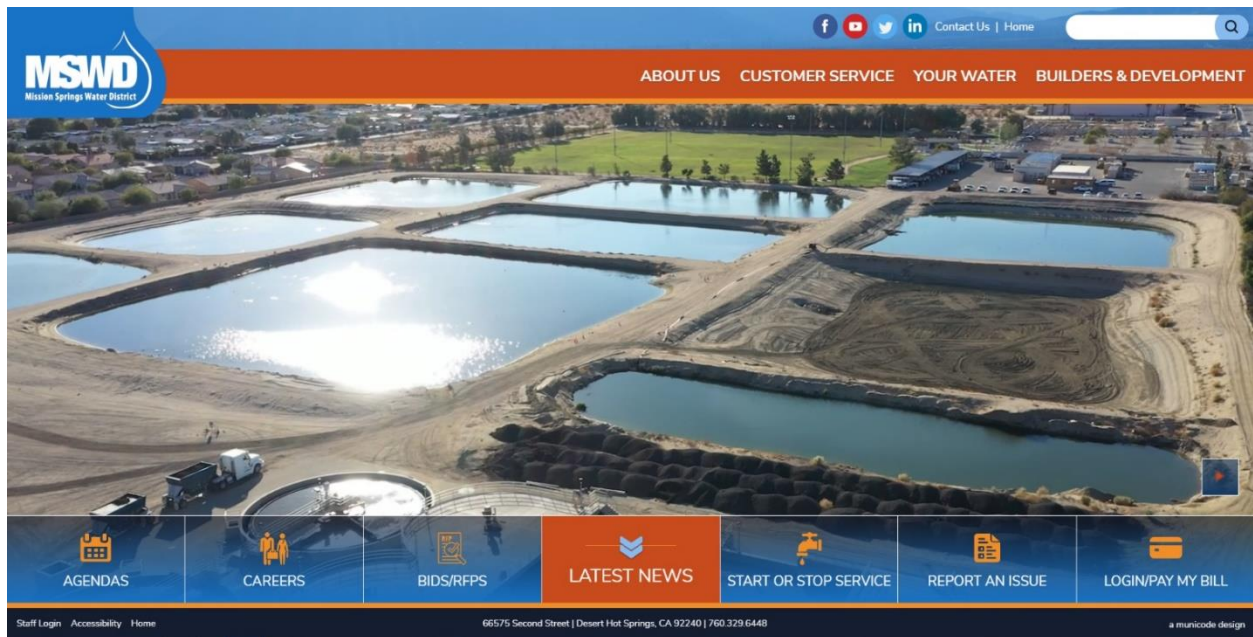 f
in
Contact Us | Home
MSWD
Mission Springs Water District
ABOUT US CUSTOMER SERVICE YOUR WATER BUILDERS & DEVELOPMENT
RFP
AGENDAS
CAREERS
BIDS/RFPS
LATEST NEWS
START OR STOP SERVICE
REPORT AN ISSUE
LOGIN/PAY MY BILL
Staff Login Accessibility Home
66575 Second Street | Desert Hot Springs, CA 92240 | 760.329.6448
a municode design